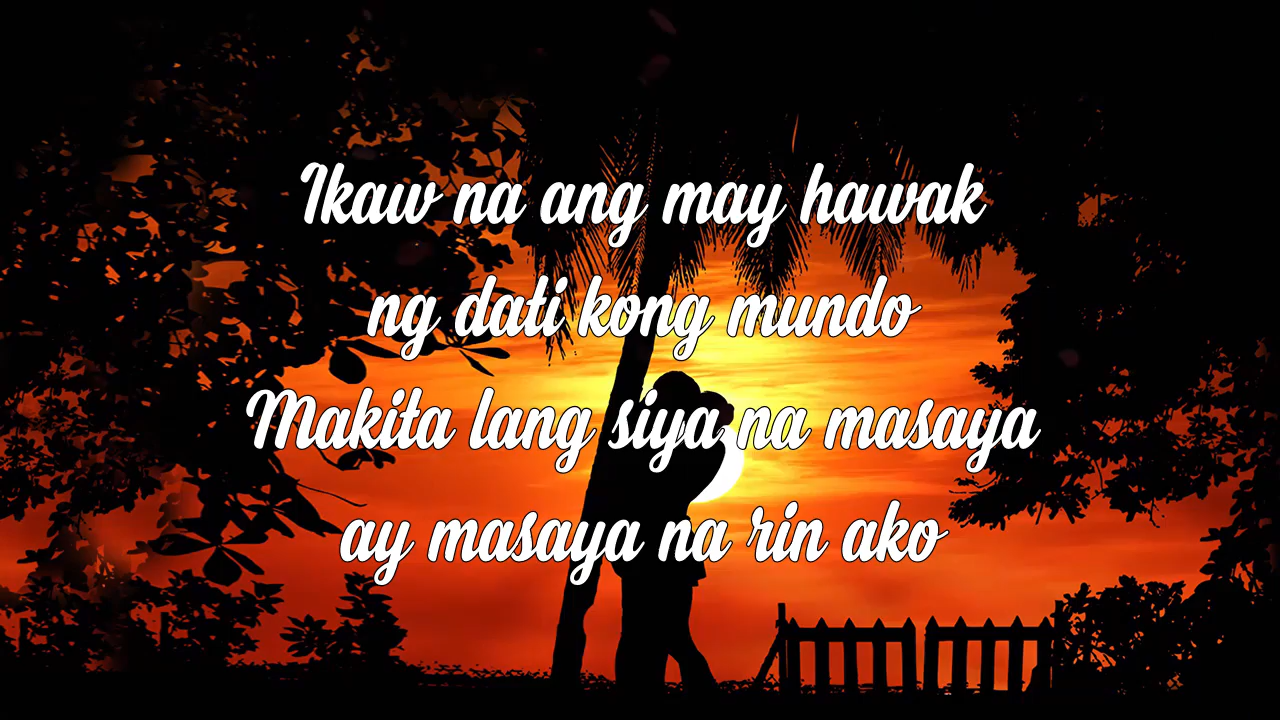 Ikaw na ang may hawak
ng dati kong mundo
Makita lang siya na masaya
ay masaya na rin ako